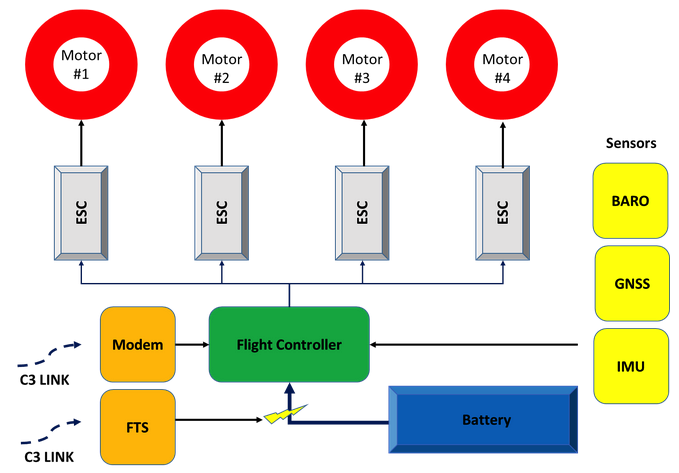 Motor
#1
Motor
#2
Motor
#3
Motor
#4
Sensors
ESC
ESC
ESC
ESC
BARO
GNSS
Modem
Flight Controller
IMU
C3 LINK
FTS
Battery
C3 LINK